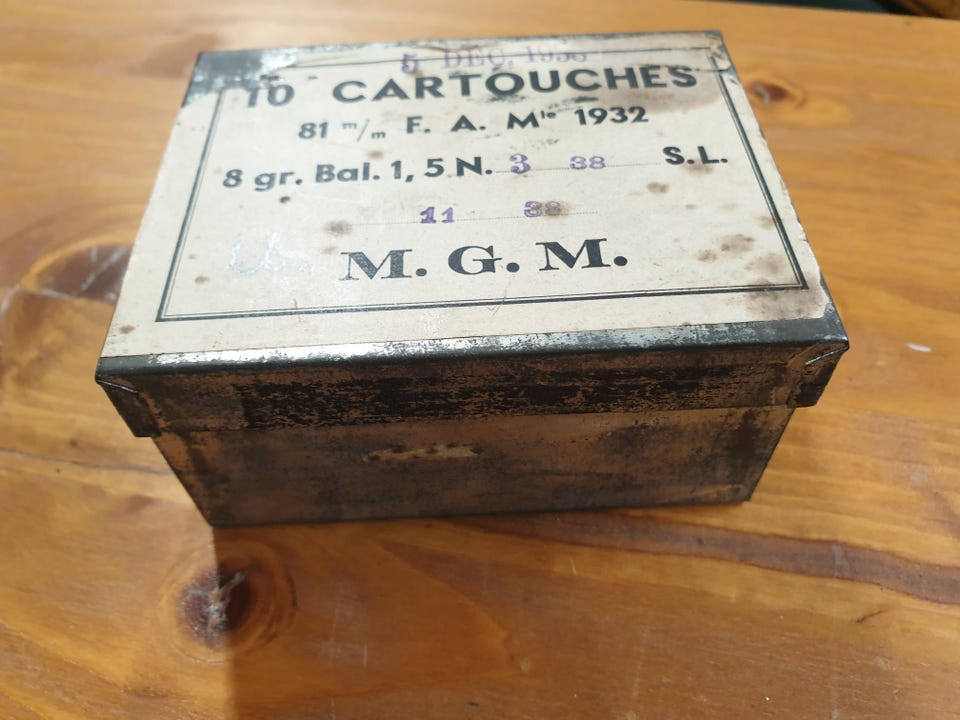 5 DEC. 1938
10 CARTOUCHES
81 m/m F. A. Mle 1932
8 gr. Bal. 1, 5 N. 3 38 S. L.
11 38
M. G. M.